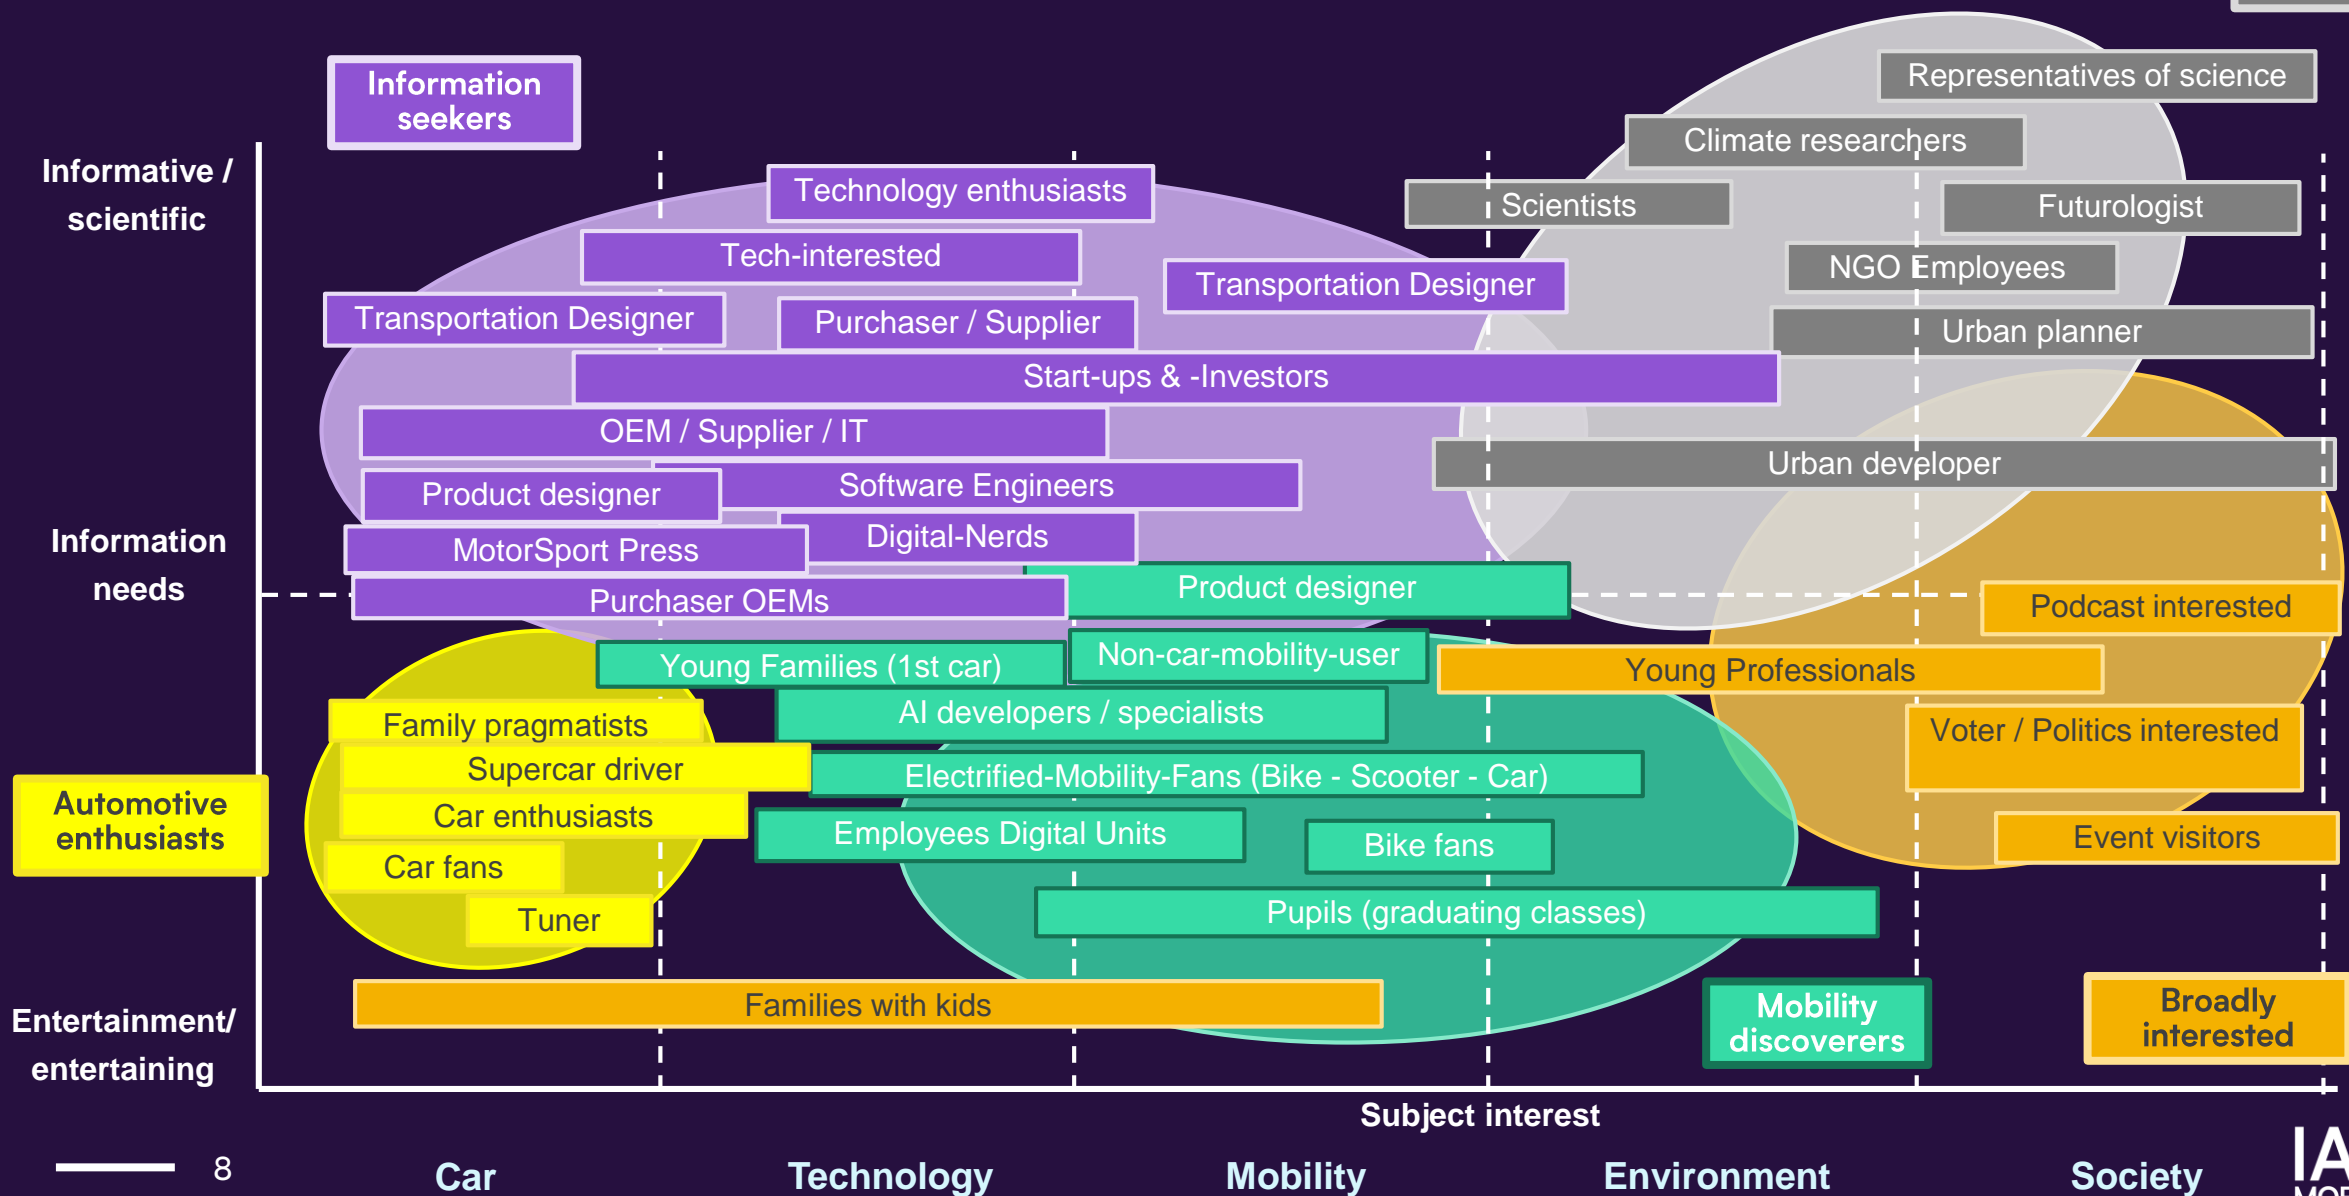 Representatives of science
Information
seekers
Climate researchers
Informative /
scientific
Technology enthusiasts
Scientists
Futurologist
Tech-interested
NGO Employees
Transportation Designer
Transportation Designer
Purchaser / Supplier
Urban planner
Start-ups & -Investors
OEM / Supplier / IT
Urban developer
Product designer
Software Engineers
Information
needs
MotorSport Press
Digital-Nerds
Product designer
Purchaser OEMs
Podcast interested
Young Families (1st car)
Non-car-mobility-user
Young Professionals
Family pragmatists
AI developers / specialists
Voter / Politics interested
Supercar driver
Electrified-Mobility-Fans (Bike - Scooter - Car)
Automotive
enthusiasts
Car enthusiasts
Employees Digital Units
Bike fans
Event visitors
Car fans
Tuner
Pupils (graduating classes)
Families with kids
Mobility
discoverers
Broadly
interested
Entertainment/
entertaining
Subject interest
8
Car
Technology
Mobility
Environment
Society